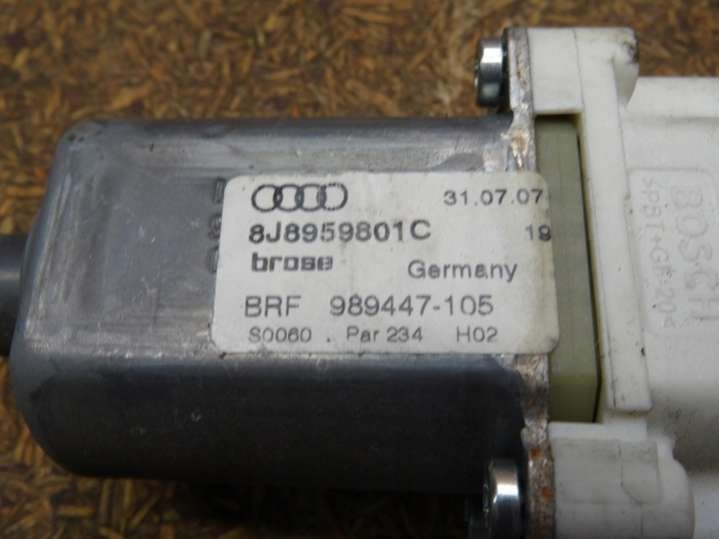 31.07.07
8J8959801C
19
brose
Germany
BRF 989447-105
S0060 . Par 234 H02
BOSCH